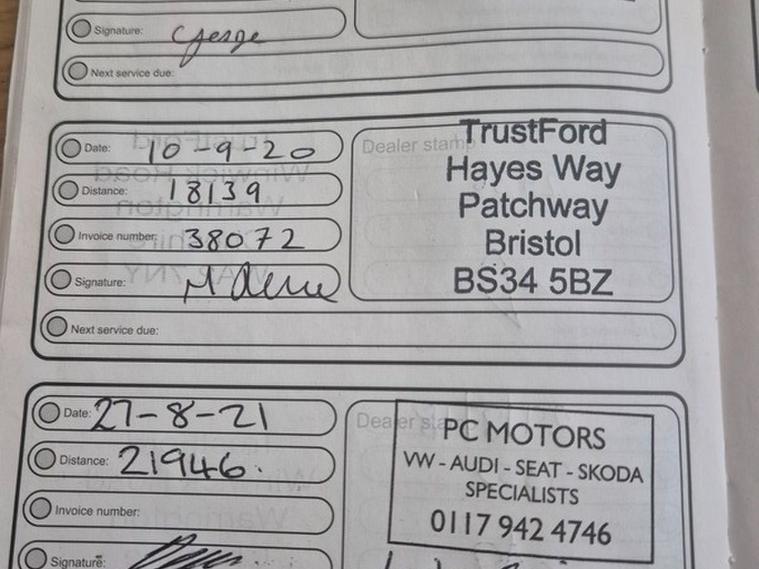 Signature:
Next service due:
Date: 10-9-20
Distance: 18139
Invoice number: 38072
Signature:
Next service due:
Dealer stamp
TrustFord
Hayes Way
Patchway
Bristol
BS34 5BZ
Date: 27-8-21
Distance: 21946.
Invoice number:
Signature:
Dealer sta
PC MOTORS
VW - AUDI - SEAT - SKODA
SPECIALISTS
0117 942 4746